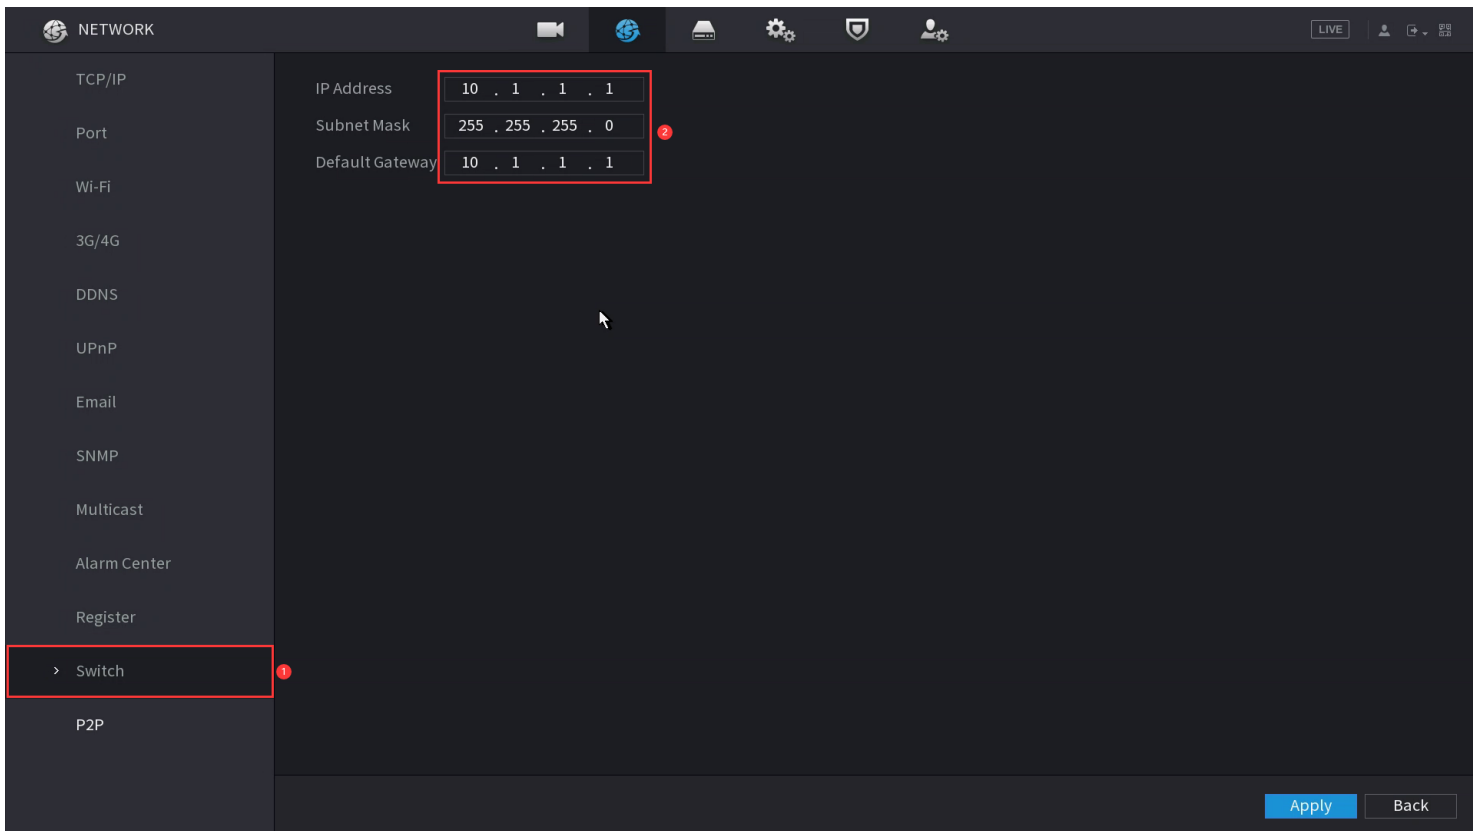 NETWORK
LIVE
TCP/IP
Port
Wi-Fi
3G/4G
DDNS
UPnP
Email
SNMP
Multicast
Alarm Center
Register
Switch
1
P2P
IP Address 10 . 1 . 1 . 1
Subnet Mask 255 . 255 . 255 . 0
2
Default Gateway 10 . 1 . 1 . 1
Apply
Back